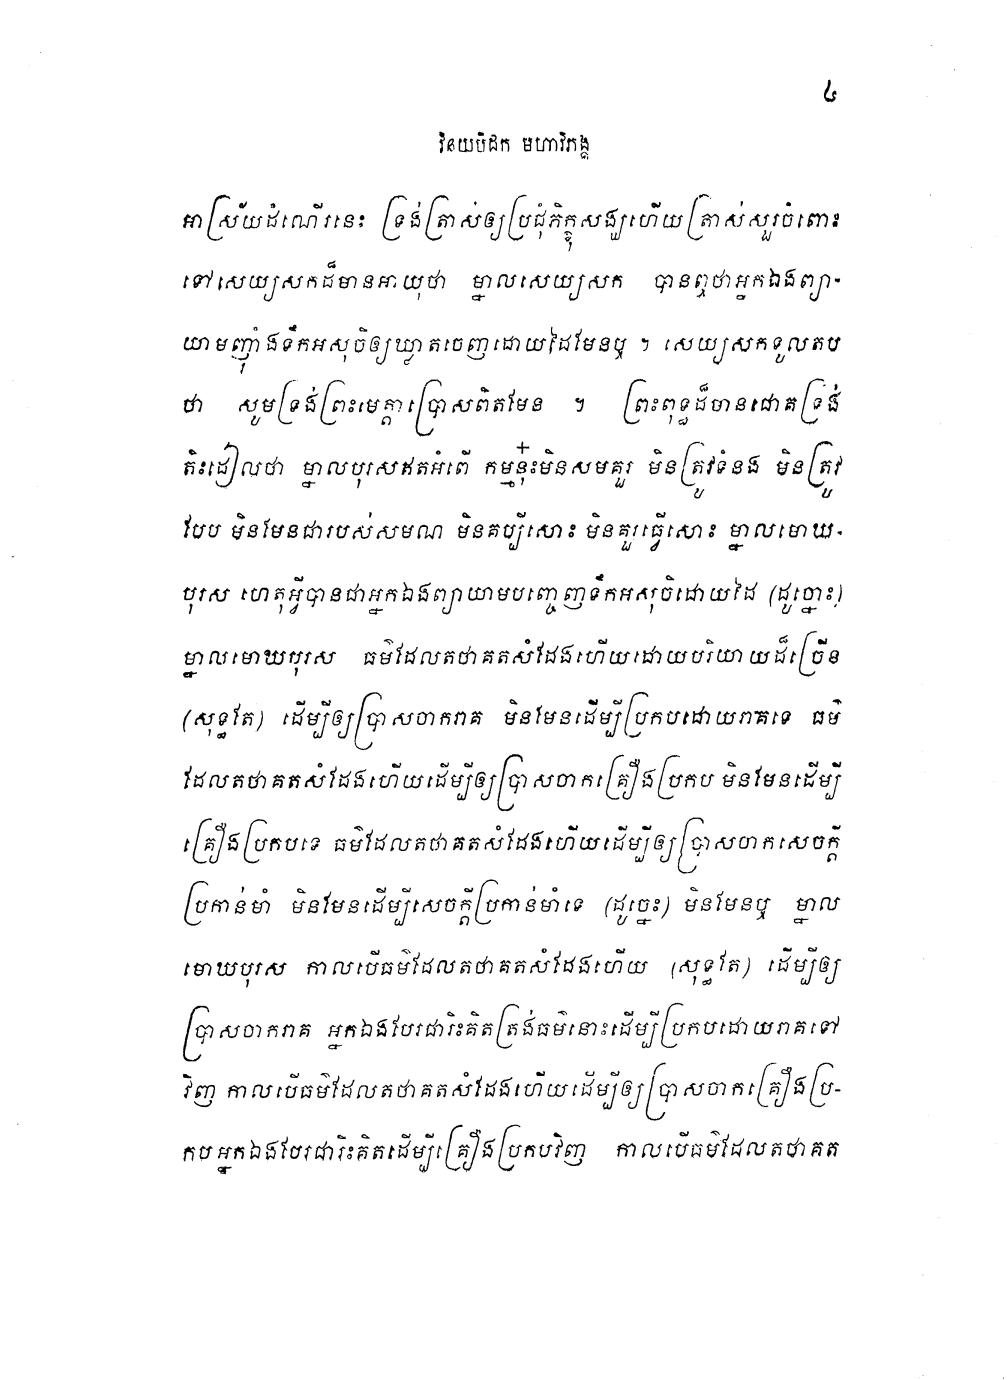 ៤
វិនយបិដក មហាវិភង្គ
អាស្រ័យដំណើរនេះ ទ្រង់ត្រាស់ឲ្យប្រជុំភិក្ខុសង្ឃហើយត្រាស់សួរចំពោះ
ទៅសេយ្យសកដ៏មានអាយុថា ម្នាលសេយ្យសក បានឮថាអ្នកឯងព្យា-
យាមញ៉ាំងទឹកអសុចិឲ្យឃ្លាតចេញដោយដៃមែនឬ ។ សេយ្យសកទូលតប
ថា សូមទ្រង់ព្រះមេត្តាប្រោសពិតមែន ។ ព្រះពុទ្ធដ៏មានជោគទ្រង់
តិះដៀលថា ម្នាលបុរសឥតអំពើ កម្មនុ៎ះមិនសមគួរ មិនត្រូវទំនង មិនត្រូវ
បែប មិនមែនជារបស់សមណ មិនគប្បីសោះ មិនគួរធ្វើសោះ ម្នាលមោឃ-
បុរស ហេតុអ្វីបានជាអ្នកឯងព្យាយាមបញ្ចេញទឹកអសុចិដោយដៃ (ដូច្នោះ)
ម្នាលមោឃបុរស ធម៌ដែលតថាគតសំដែងហើយដោយបរិយាយដ៏ច្រើន
(សុទ្ធតែ) ដើម្បីឲ្យប្រាសចាករាគ មិនមែនដើម្បីប្រកបដោយរាគទេ ធម៌
ដែលតថាគតសំដែងហើយដើម្បីឲ្យប្រាសចាកគ្រឿងប្រកប មិនមែនដើម្បី
គ្រឿងប្រកបទេ ធម៌ដែលតថាគតសំដែងហើយដើម្បីឲ្យប្រាសចាកសេចក្តី
ប្រកាន់មាំ មិនមែនដើម្បីសេចក្តីប្រកាន់មាំទេ (ដូច្នេះ) មិនមែនឬ ម្នាល
មោឃបុរស កាលបើធម៌ដែលតថាគតសំដែងហើយ (សុទ្ធតែ) ដើម្បីឲ្យ
ប្រាសចាករាគ អ្នកឯងបែរជារិះគិតត្រង់ធម៌នោះដើម្បីប្រកបដោយរាគទៅ
វិញ កាលបើធម៌ដែលតថាគតសំដែងហើយដើម្បីឲ្យប្រាសចាកគ្រឿងប្រ-
កបអ្នកឯងបែរជារិះគិតដើម្បីគ្រឿងប្រកបវិញ កាលបើធម៌ដែលតថាគត